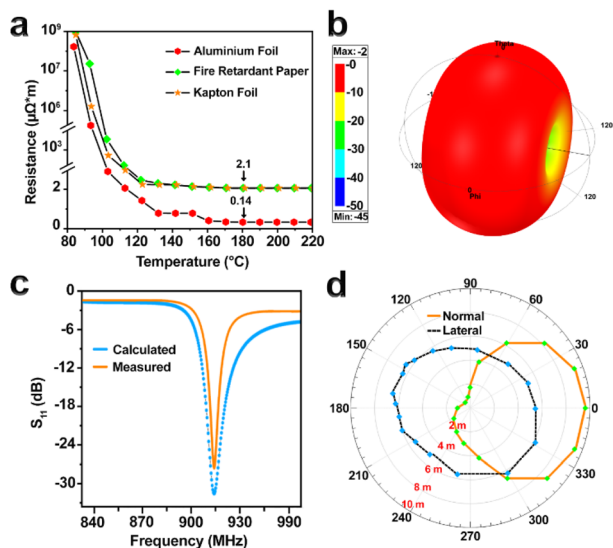 a
Resistance (μΩ*m)
10⁹
10⁶
10³
2
0
Aluminium Foil
Fire Retardant Paper
Kapton Foil
2.1
0.14
80 100 120 140 160 180 200 220
Temperature (°C)
b
Max: -2
-0
-10
-20
-30
-40
-50
Min: -45
Theta
0
120
120
120
120
0
Phi
c
S₁₁ (dB)
0
-6
-12
-18
-24
-30
Calculated
Measured
840 870 900 930 960 990
Frequency (MHz)
d
Normal
Lateral
90
120 60
150 30
180 0
210 330
240 300
270
2 m
4 m
6 m
8 m
10 m